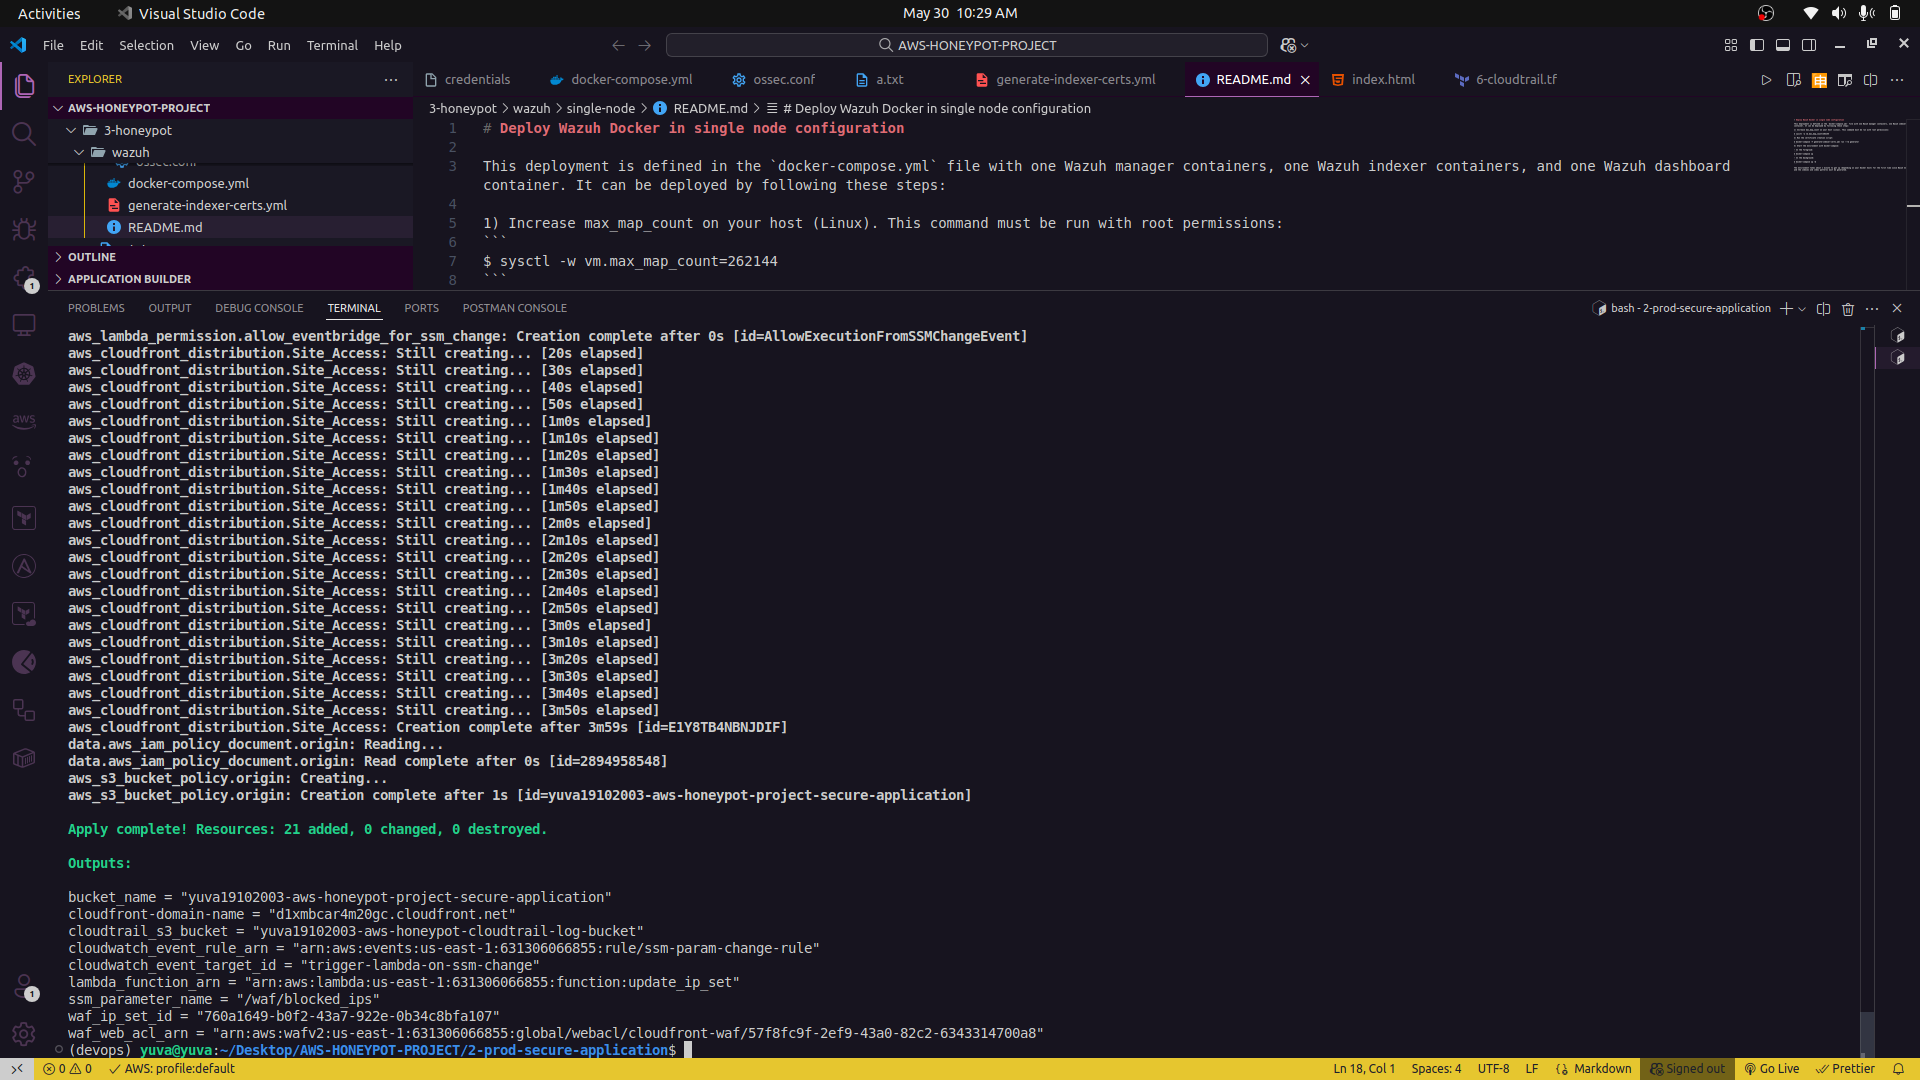 Activities
Visual Studio Code
May 30 10:29 AM
File Edit Selection View Go Run Terminal Help
AWS-HONEYPOT-PROJECT
EXPLORER
credentials
docker-compose.yml
ossec.conf
a.txt
generate-indexer-certs.yml
README.md
index.html
6-cloudtrail.tf
AWS-HONEYPOT-PROJECT
3-honeypot
wazuh
ossec.conf
docker-compose.yml
generate-indexer-certs.yml
README.md
OUTLINE
APPLICATION BUILDER
3-honeypot > wazuh > single-node > README.md > # Deploy Wazuh Docker in single node configuration
1 # Deploy Wazuh Docker in single node configuration
2
3 This deployment is defined in the `docker-compose.yml` file with one Wazuh manager containers, one Wazuh indexer containers, and one Wazuh dashboard
container. It can be deployed by following these steps:
4
5 1) Increase max_map_count on your host (Linux). This command must be run with root permissions:
6 ```
7 $ sysctl -w vm.max_map_count=262144
8 ```
PROBLEMS OUTPUT DEBUG CONSOLE TERMINAL PORTS POSTMAN CONSOLE
bash - 2-prod-secure-application
aws_lambda_permission.allow_eventbridge_for_ssm_change: Creation complete after 0s [id=AllowExecutionFromSSMChangeEvent]
aws_cloudfront_distribution.Site_Access: Still creating... [20s elapsed]
aws_cloudfront_distribution.Site_Access: Still creating... [30s elapsed]
aws_cloudfront_distribution.Site_Access: Still creating... [40s elapsed]
aws_cloudfront_distribution.Site_Access: Still creating... [50s elapsed]
aws_cloudfront_distribution.Site_Access: Still creating... [1m0s elapsed]
aws_cloudfront_distribution.Site_Access: Still creating... [1m10s elapsed]
aws_cloudfront_distribution.Site_Access: Still creating... [1m20s elapsed]
aws_cloudfront_distribution.Site_Access: Still creating... [1m30s elapsed]
aws_cloudfront_distribution.Site_Access: Still creating... [1m40s elapsed]
aws_cloudfront_distribution.Site_Access: Still creating... [1m50s elapsed]
aws_cloudfront_distribution.Site_Access: Still creating... [2m0s elapsed]
aws_cloudfront_distribution.Site_Access: Still creating... [2m10s elapsed]
aws_cloudfront_distribution.Site_Access: Still creating... [2m20s elapsed]
aws_cloudfront_distribution.Site_Access: Still creating... [2m30s elapsed]
aws_cloudfront_distribution.Site_Access: Still creating... [2m40s elapsed]
aws_cloudfront_distribution.Site_Access: Still creating... [2m50s elapsed]
aws_cloudfront_distribution.Site_Access: Still creating... [3m0s elapsed]
aws_cloudfront_distribution.Site_Access: Still creating... [3m10s elapsed]
aws_cloudfront_distribution.Site_Access: Still creating... [3m20s elapsed]
aws_cloudfront_distribution.Site_Access: Still creating... [3m30s elapsed]
aws_cloudfront_distribution.Site_Access: Still creating... [3m40s elapsed]
aws_cloudfront_distribution.Site_Access: Still creating... [3m50s elapsed]
aws_cloudfront_distribution.Site_Access: Creation complete after 3m59s [id=E1Y8TB4NBNJDIF]
data.aws_iam_policy_document.origin: Reading...
data.aws_iam_policy_document.origin: Read complete after 0s [id=2894958548]
aws_s3_bucket_policy.origin: Creating...
aws_s3_bucket_policy.origin: Creation complete after 1s [id=yuva19102003-aws-honeypot-project-secure-application]
Apply complete! Resources: 21 added, 0 changed, 0 destroyed.
Outputs:
bucket_name = "yuva19102003-aws-honeypot-project-secure-application"
cloudfront-domain-name = "d1xmbcar4m20gc.cloudfront.net"
cloudtrail_s3_bucket = "yuva19102003-aws-honeypot-cloudtrail-log-bucket"
cloudwatch_event_rule_arn = "arn:aws:events:us-east-1:631306066855:rule/ssm-param-change-rule"
cloudwatch_event_target_id = "trigger-lambda-on-ssm-change"
lambda_function_arn = "arn:aws:lambda:us-east-1:631306066855:function:update_ip_set"
ssm_parameter_name = "/waf/blocked_ips"
waf_ip_set_id = "760a1649-b0f2-43a7-922e-0b34c8bfa107"
waf_web_acl_arn = "arn:aws:wafv2:us-east-1:631306066855:global/webacl/cloudfront-waf/57f8fc9f-2ef9-43a0-82c2-6343314700a8"
(devops) yuva@yuva:~/Desktop/AWS-HONEYPOT-PROJECT/2-prod-secure-application$
aws
1
1
0 0
AWS: profile:default
Ln 18, Col 1 Spaces: 4 UTF-8 LF Markdown Signed out Go Live Prettier